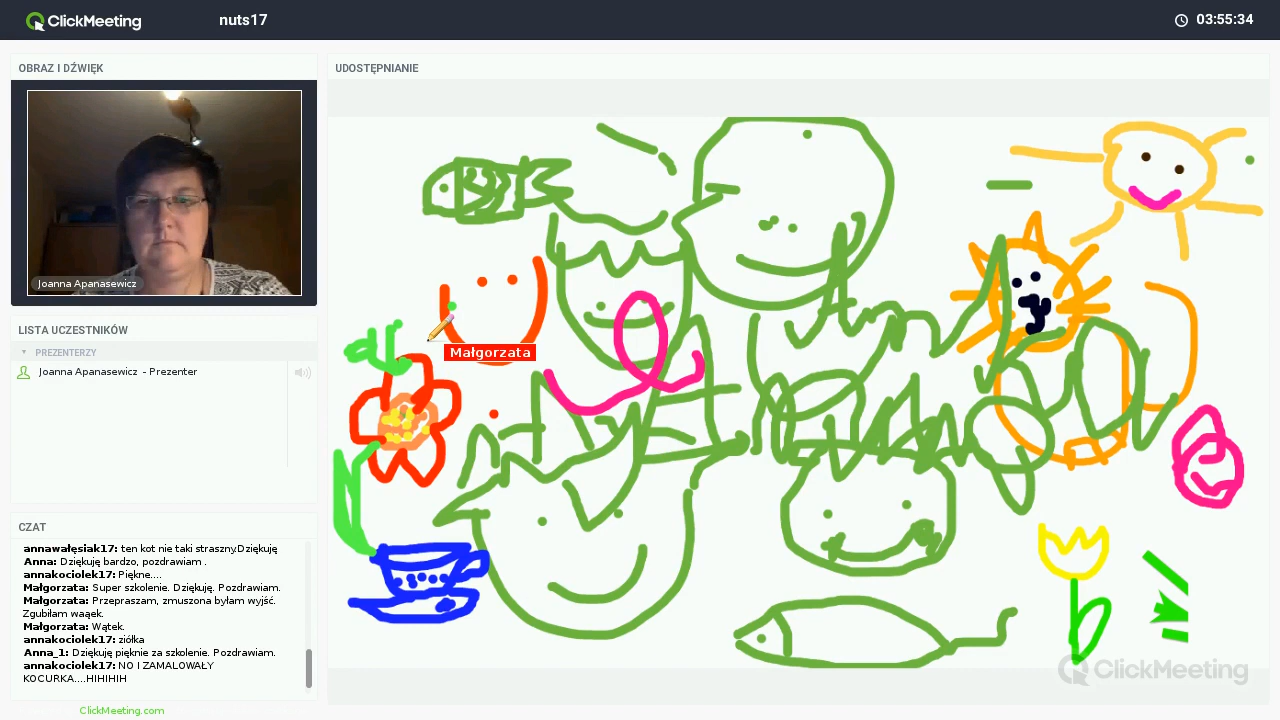 ClickMeeting
nuts17
03:55:34
OBRAZ I DŹWIĘK
UDOSTĘPNIANIE
Joanna Apanasewicz
LISTA UCZESTNIKÓW
PREZENTERZY
Joanna Apanasewicz - Prezenter
Małgorzata
CZAT
annawałęsiak17: ten kot nie taki straszny.Dziękuję
Anna: Dziękuję bardzo, pozdrawiam .
annakociolek17: Piękne....
Małgorzata: Super szkolenie. Dziękuję. Pozdrawiam.
Małgorzata: Przepraszam, zmuszona byłam wyjść.
Zgubiłam waąek.
Małgorzata: Wątek.
annakociolek17: ziółka
Anna_1: Dziękuję pięknie za szkolenie. Pozdrawiam.
annakociolek17: NO I ZAMALOWAŁY
KOCURKA....HIHIHIH
ClickMeeting
ClickMeeting.com